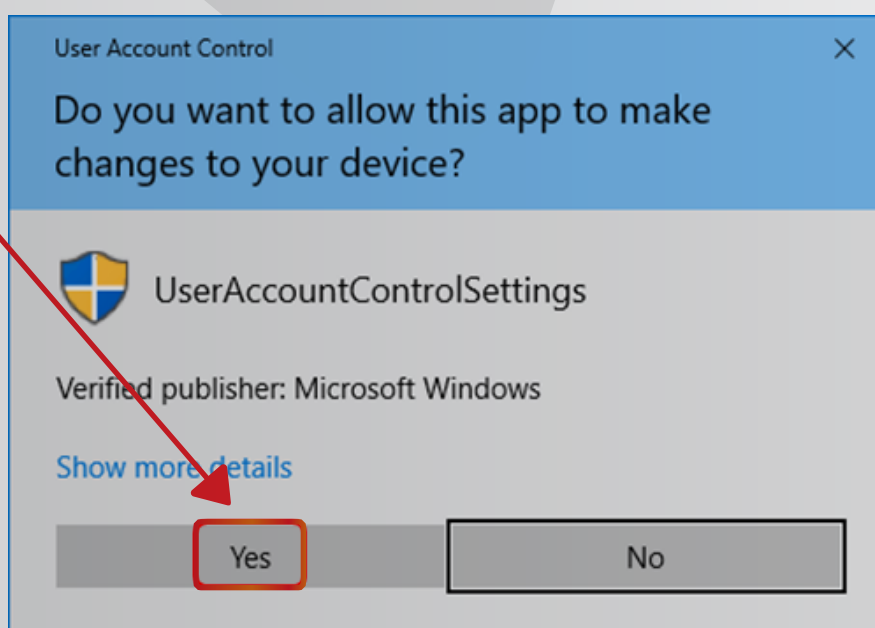 User Account Control
Do you want to allow this app to make
changes to your device?
UserAccountControlSettings
Verified publisher: Microsoft Windows
Show more details
Yes
No